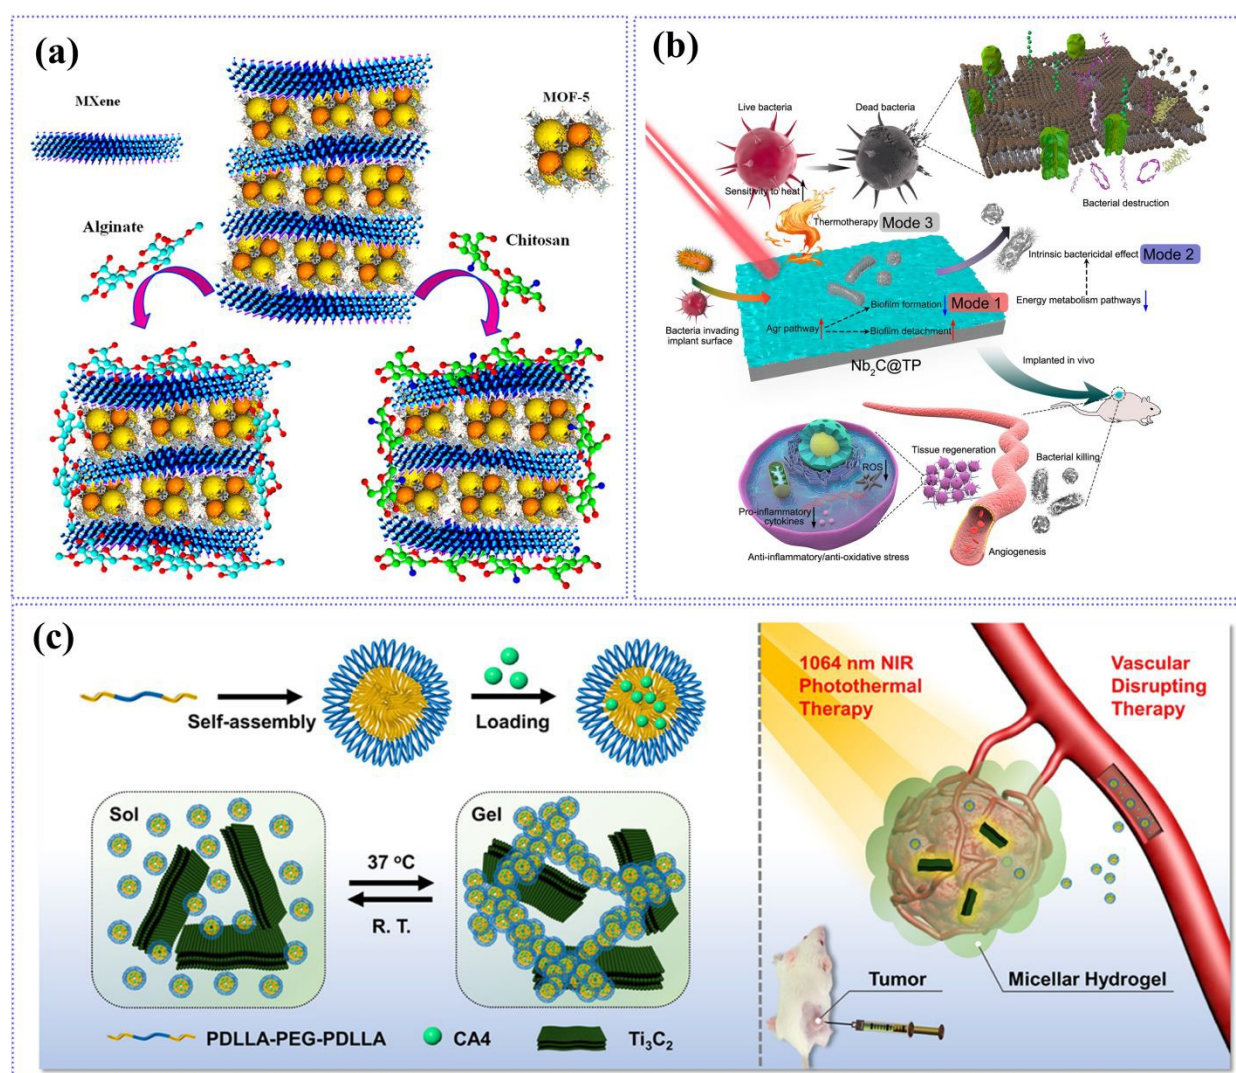 (a)
MXene
MOF-5
Alginate
Chitosan
(b)
Live bacteria
Dead bacteria
Sensitivity to heat
Bacterial destruction
Thermotherapy
Mode 3
Intrinsic bactericidal effect
Mode 2
Energy metabolism pathways
Biofilm formation
Mode 1
Agr pathway
Biofilm detachment
Bacteria invading
implant surface
Nb₂C@TP
Implanted in vivo
Tissue regeneration
Bacterial killing
ROS
Pro-inflammatory
cytokines
Angiogenesis
Anti-inflammatory/anti-oxidative stress
(c)
Self-assembly
Loading
Sol
37 °C
R. T.
Gel
PDLLA-PEG-PDLLA
CA4
Ti₃C₂
1064 nm NIR
Photothermal
Therapy
Vascular
Disrupting
Therapy
Tumor
Micellar Hydrogel